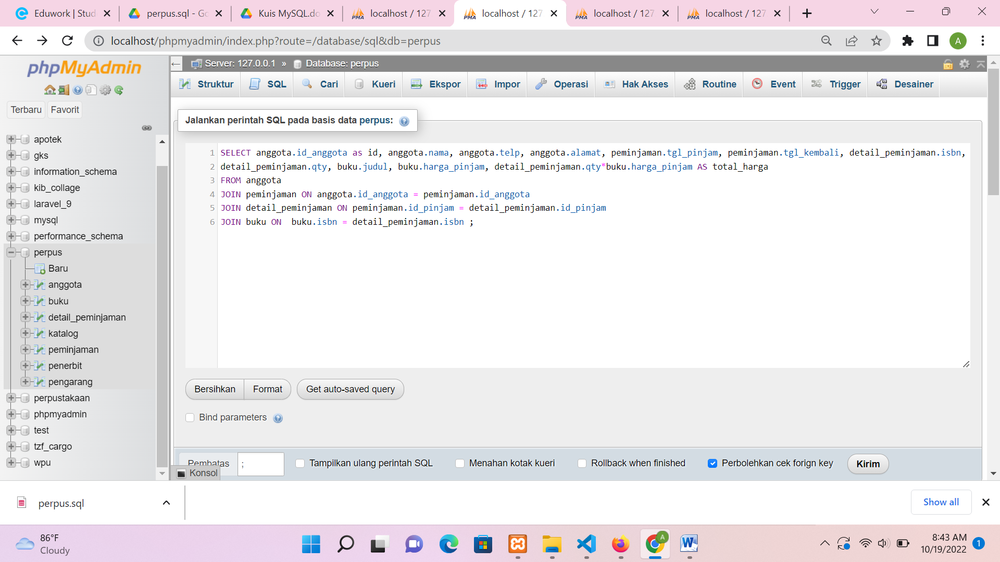 Eduwork | Stud
perpus.sql - Go
Kuis MySQL.do
localhost / 127
localhost / 127
localhost / 127
localhost / 127
localhost/phpmyadmin/index.php?route=/database/sql&db=perpus
A
phpMyAdmin
Terbaru
Favorit
apotek
gks
information_schema
kib_collage
laravel_9
mysql
performance_schema
perpus
Baru
anggota
buku
detail_peminjaman
katalog
peminjaman
penerbit
pengarang
perpustakaan
phpmyadmin
test
tzf_cargo
wpu
Server: 127.0.0.1 » Database: perpus
Struktur
SQL
Cari
Kueri
Ekspor
Impor
Operasi
Hak Akses
Routine
Event
Trigger
Desainer
Jalankan perintah SQL pada basis data perpus:
1 SELECT anggota.id_anggota as id, anggota.nama, anggota.telp, anggota.alamat, peminjaman.tgl_pinjam, peminjaman.tgl_kembali, detail_peminjaman.isbn,
2 detail_peminjaman.qty, buku.judul, buku.harga_pinjam, detail_peminjaman.qty*buku.harga_pinjam AS total_harga
3 FROM anggota
4 JOIN peminjaman ON anggota.id_anggota = peminjaman.id_anggota
5 JOIN detail_peminjaman ON peminjaman.id_pinjam = detail_peminjaman.id_pinjam
6 JOIN buku ON  buku.isbn = detail_peminjaman.isbn ;
Bersihkan
Format
Get auto-saved query
Bind parameters
Pembatas
;
Tampilkan ulang perintah SQL
Menahan kotak kueri
Rollback when finished
Perbolehkan cek forign key
Kirim
Konsol
perpus.sql
Show all
86°F
Cloudy
A
8:43 AM
10/19/2022
1